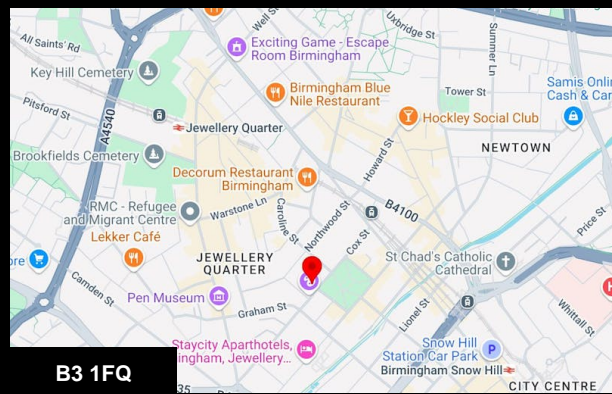 Well St
Uxbridge St
Summer Ln
All Saints' Rd
Exciting Game - Escape
Room Birmingham
Key Hill Cemetery
Birmingham Blue
Nile Restaurant
Tower St
Samis Onli
Cash & Car
Pitsford St
A4540
Jewellery Quarter
Hockley Social Club
NEWTOWN
Brookfields Cemetery
Howard St
Decorum Restaurant
Birmingham
B4100
RMC - Refugee
and Migrant Centre
Warstone Ln
Caroline St
Northwood St
Price St
Lekker Café
Cox St
JEWELLERY
QUARTER
St Chad's Catholic
Cathedral
ore
Camden St
Pen Museum
Graham St
Lionel St
Whittall St
H
Staycity Aparthotels,
ingham, Jewellery...
Snow Hill
Station Car Park
P
Birmingham Snow Hill
B3 1FQ
35
CITY CENTRE